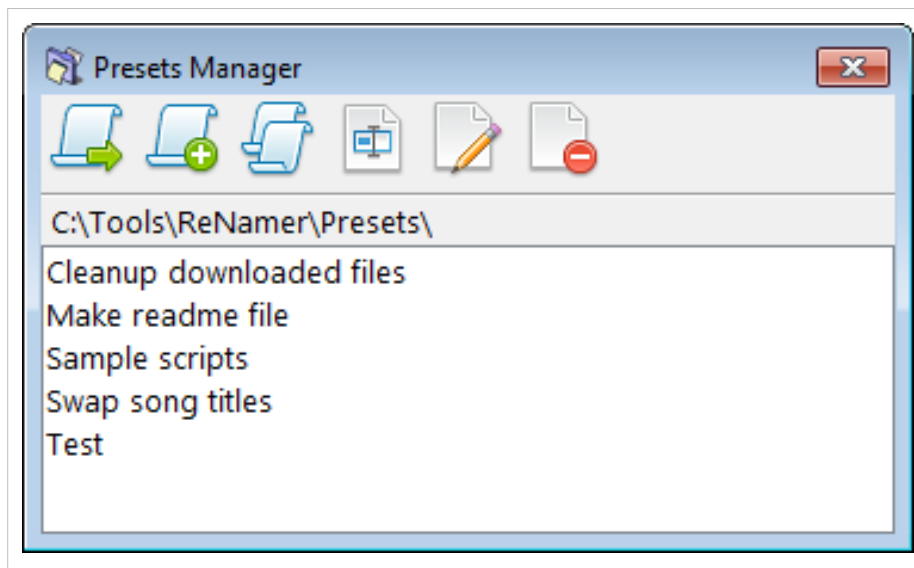 Presets Manager
C:\Tools\ReNamer\Presets\
Cleanup downloaded files
Make readme file
Sample scripts
Swap song titles
Test